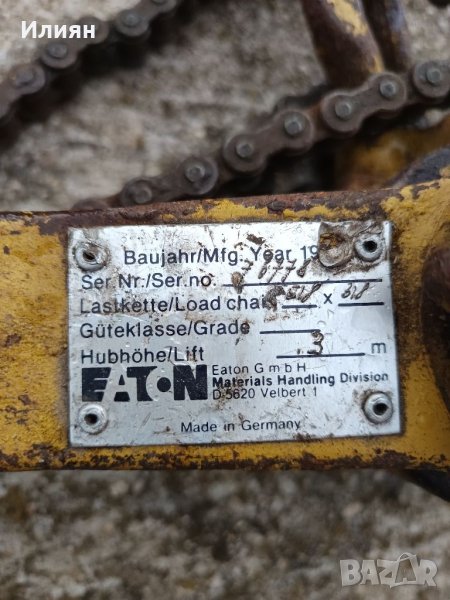 Илиян
Baujahr/Mfg. Year 19
Ser.Nr./Ser.no.
Lastkette/Load chain x
Güteklasse/Grade
Hubhöhe/Lift 3 m
EATON
Eaton GmbH
Materials Handling Division
D-5620 Velbert 1
Made in Germany
BAZAR